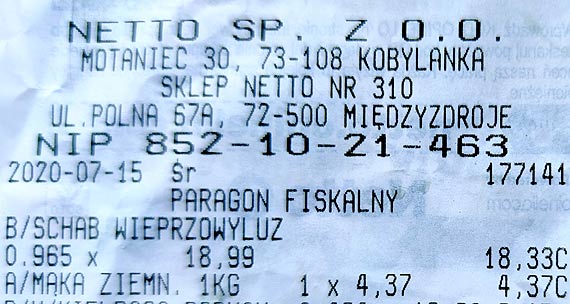 NETTO SP. Z O.O.
MOTANIEC 30, 73-108 KOBYLANKA
SKLEP NETTO NR 310
UL.POLNA 67A, 72-500 MIĘDZYZDROJE
NIP 852-10-21-463
2020-07-15 Śr 177141
PARAGON FISKALNY
B/SCHAB WIEPRZOWYLUZ
0.965 x 18,99 18,33C
A/MĄKA ZIEMN. 1KG 1 x 4,37 4,37C